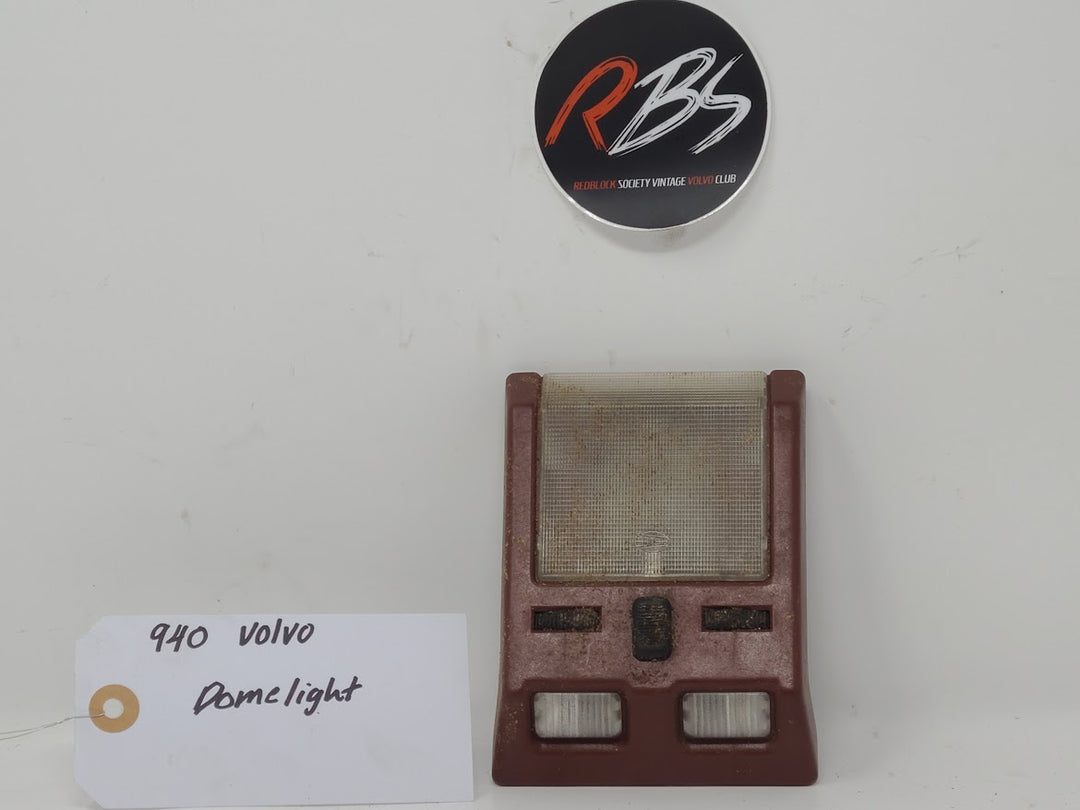 RBS
REDBLOCK SOCIETY VINTAGE VOLVO CLUB
940 Volvo
Domelight